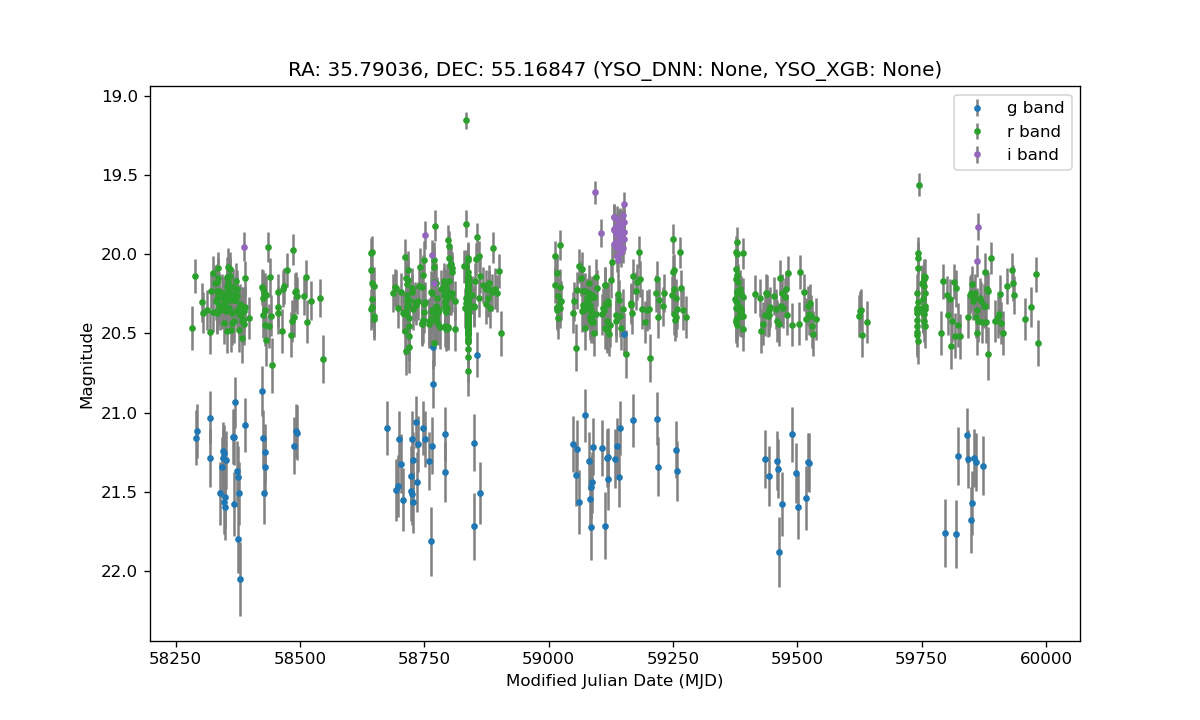 RA: 35.79036, DEC: 55.16847 (YSO_DNN: None, YSO_XGB: None)
g band
r band
i band
19.0
19.5
20.0
20.5
21.0
21.5
22.0
Magnitude
58250 58500 58750 59000 59250 59500 59750 60000
Modified Julian Date (MJD)